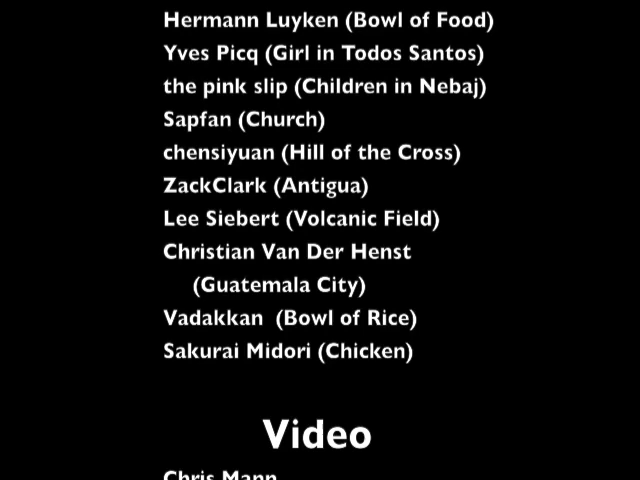 Hermann Luyken (Bowl of Food)
Yves Picq (Girl in Todos Santos)
the pink slip (Children in Nebaj)
Sapfan (Church)
chensiyuan (Hill of the Cross)
ZackClark (Antigua)
Lee Siebert (Volcanic Field)
Christian Van Der Henst
(Guatemala City)
Vadakkan (Bowl of Rice)
Sakurai Midori (Chicken)
Video
Chris Mann